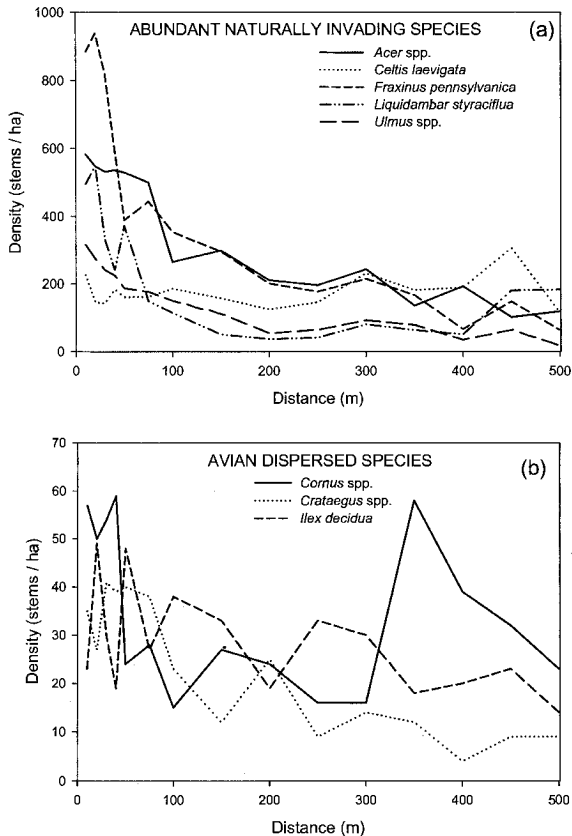 ABUNDANT NATURALLY INVADING SPECIES
(a)
Acer spp.
Celtis laevigata
Fraxinus pennsylvanica
Liquidambar styraciflua
Ulmus spp.
Density (stems / ha)
1000
800
600
400
200
0
0 100 200 300 400 500
Distance (m)
AVIAN DISPERSED SPECIES
(b)
Cornus spp.
Crataegus spp.
Ilex decidua
Density (stems / ha)
70
60
50
40
30
20
10
0
0 100 200 300 400 500
Distance (m)